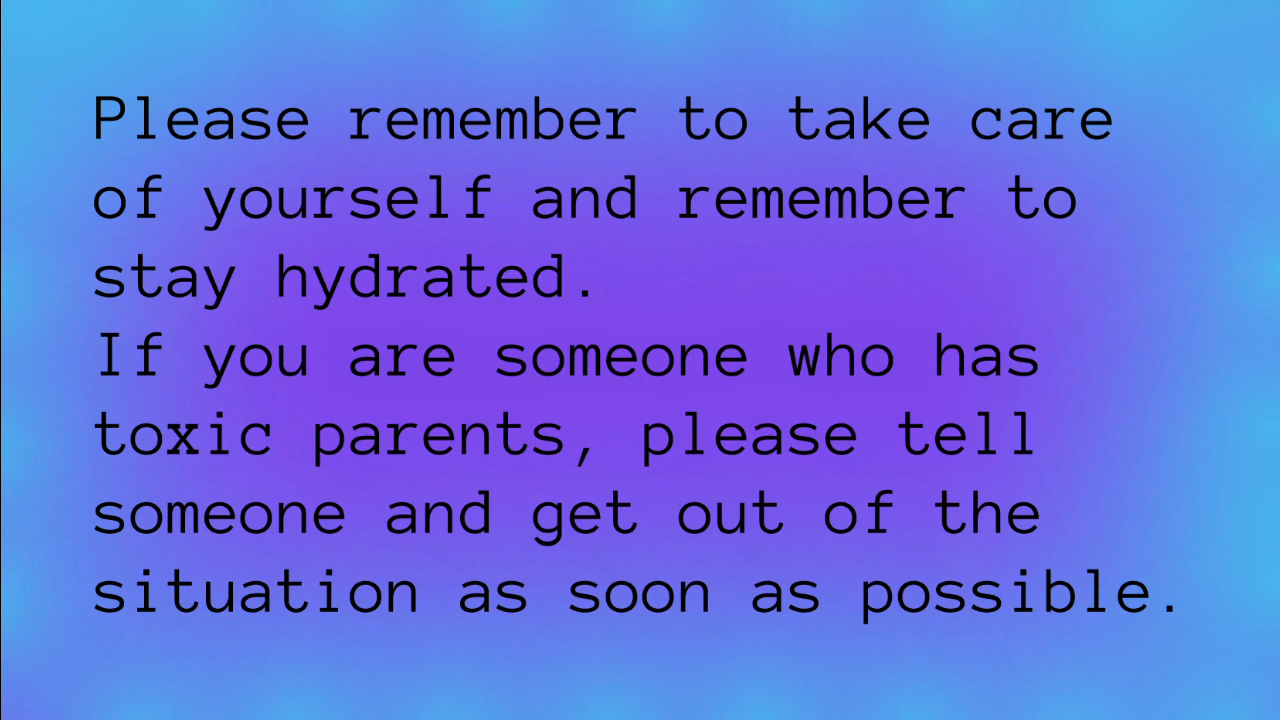 Please remember to take care
of yourself and remember to
stay hydrated.
If you are someone who has
toxic parents, please tell
someone and get out of the
situation as soon as possible.